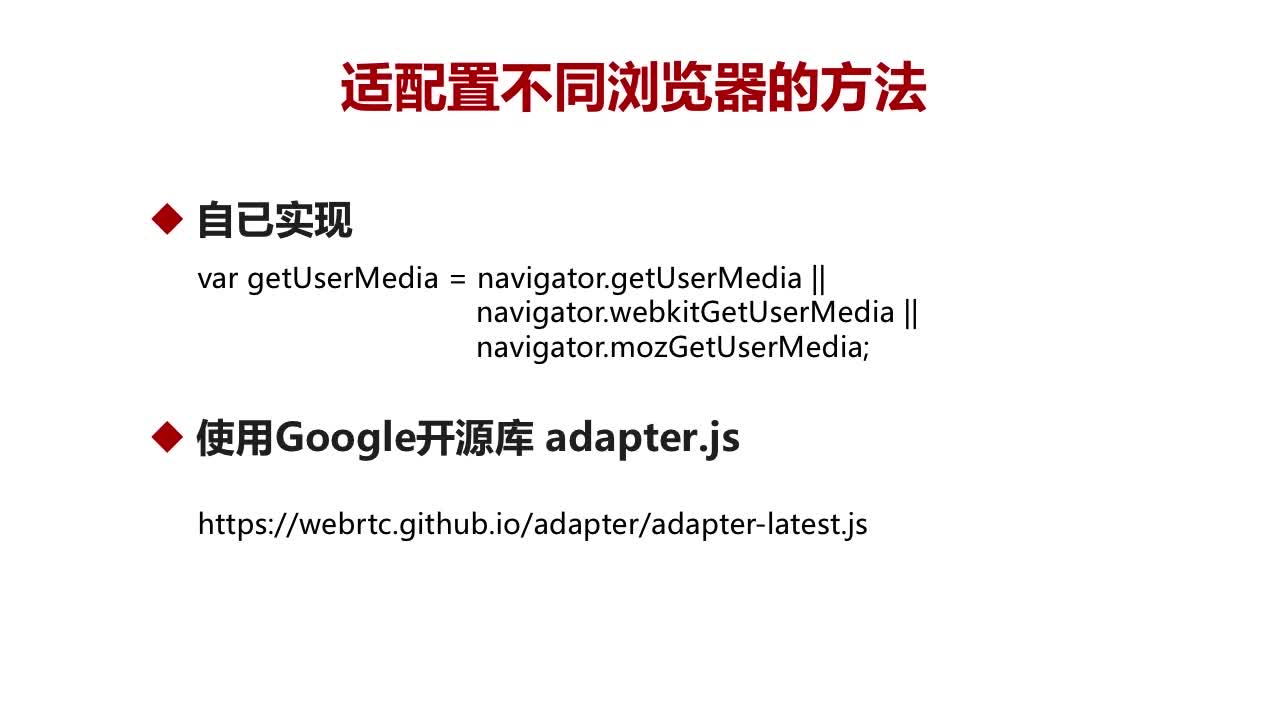 适配置不同浏览器的方法
自已实现
var getUserMedia = navigator.getUserMedia ||
navigator.webkitGetUserMedia ||
navigator.mozGetUserMedia;
使用Google开源库 adapter.js
https://webrtc.github.io/adapter/adapter-latest.js